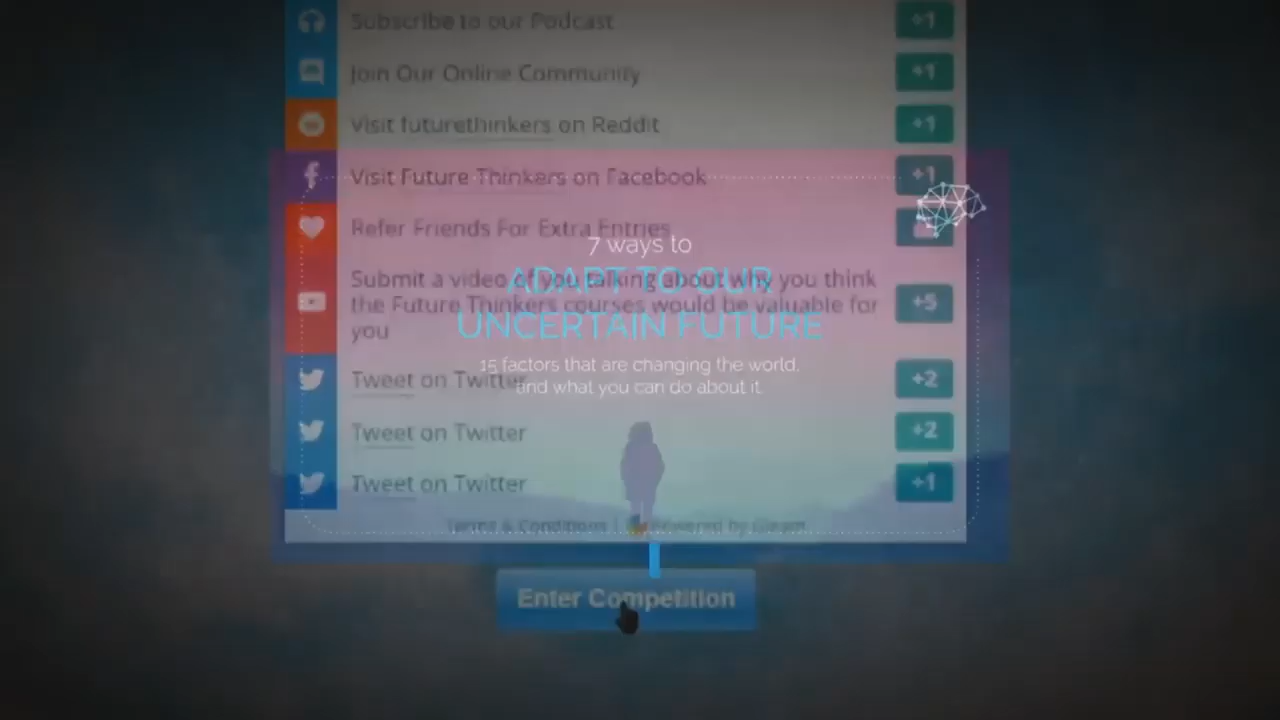 Subscribe to our Podcast +1
Join Our Online Community +1
Visit futurethinkers on Reddit +1
Visit Future Thinkers on Facebook +1
Refer Friends For Extra Entries
7 ways to
ADAPT TO OUR
UNCERTAIN FUTURE
15 factors that are changing the world,
and what you can do about it.
Submit a video of you talking about why you think
the Future Thinkers courses would be valuable for
you
+5
Tweet on Twitter +2
Tweet on Twitter +2
Tweet on Twitter +1
Terms & Conditions | Powered by Gleam
Enter Competition